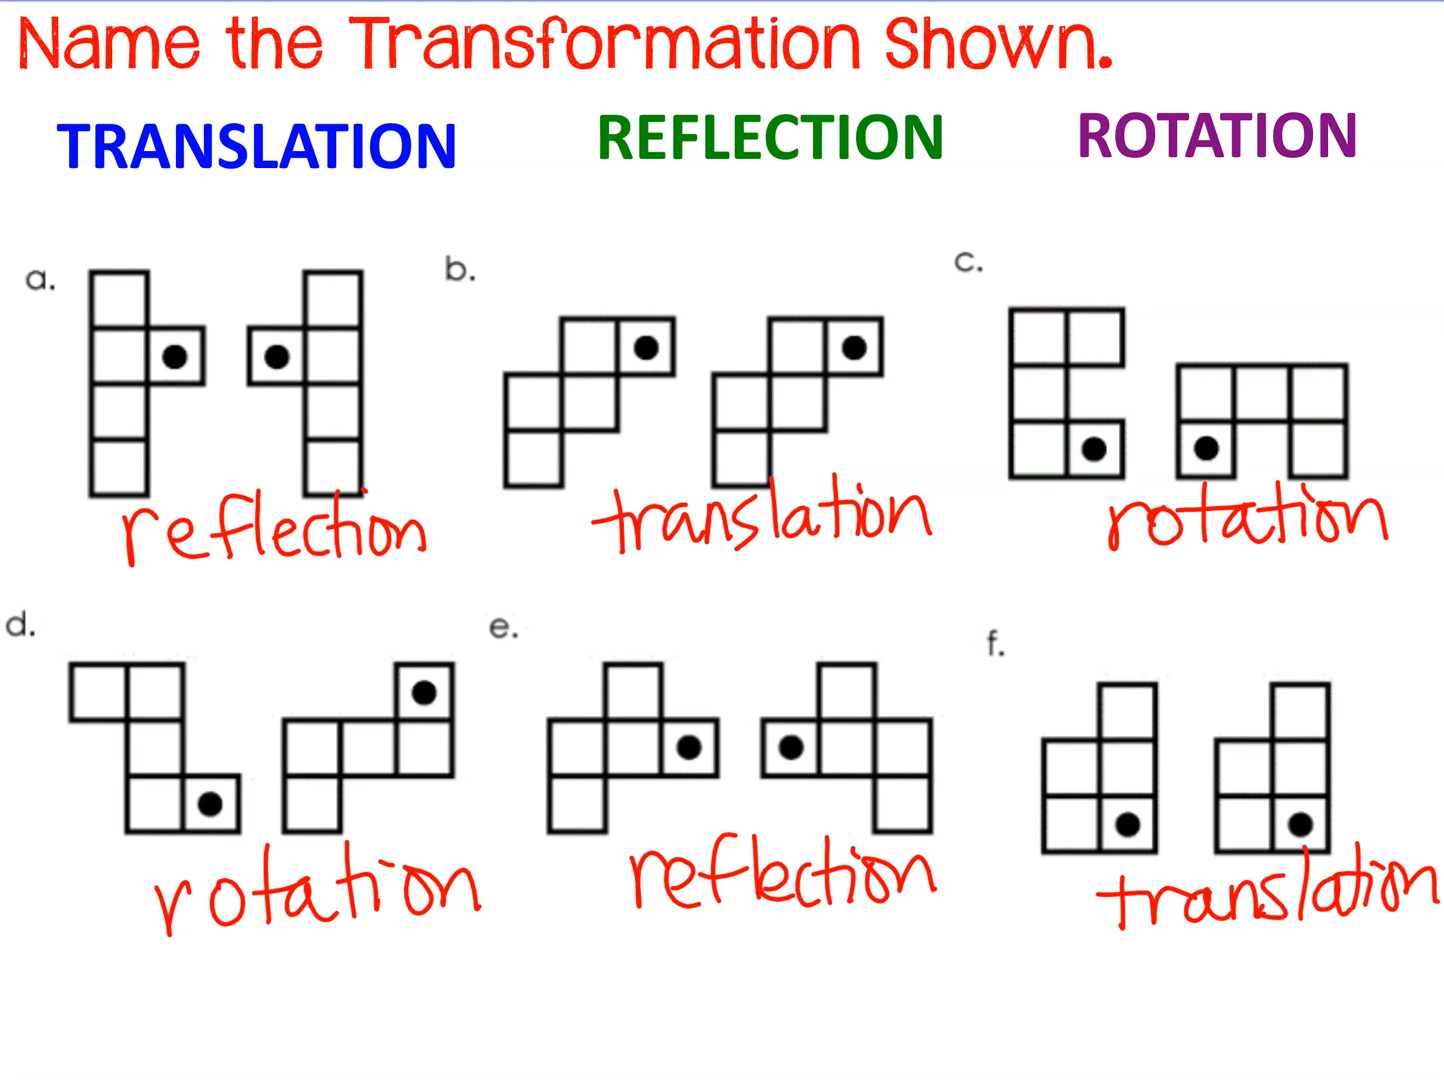 Name the Transformation Shown.
TRANSLATION REFLECTION ROTATION
a. b. c.
reflection translation rotation
d. e. f.
rotation reflection translation